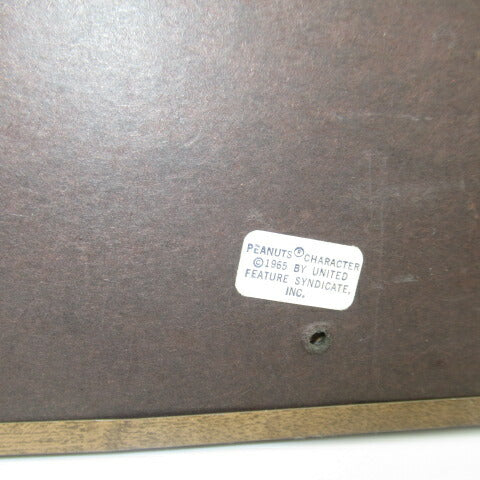 PEANUTS® CHARACTER
©1965 BY UNITED
FEATURE SYNDICATE,
INC.